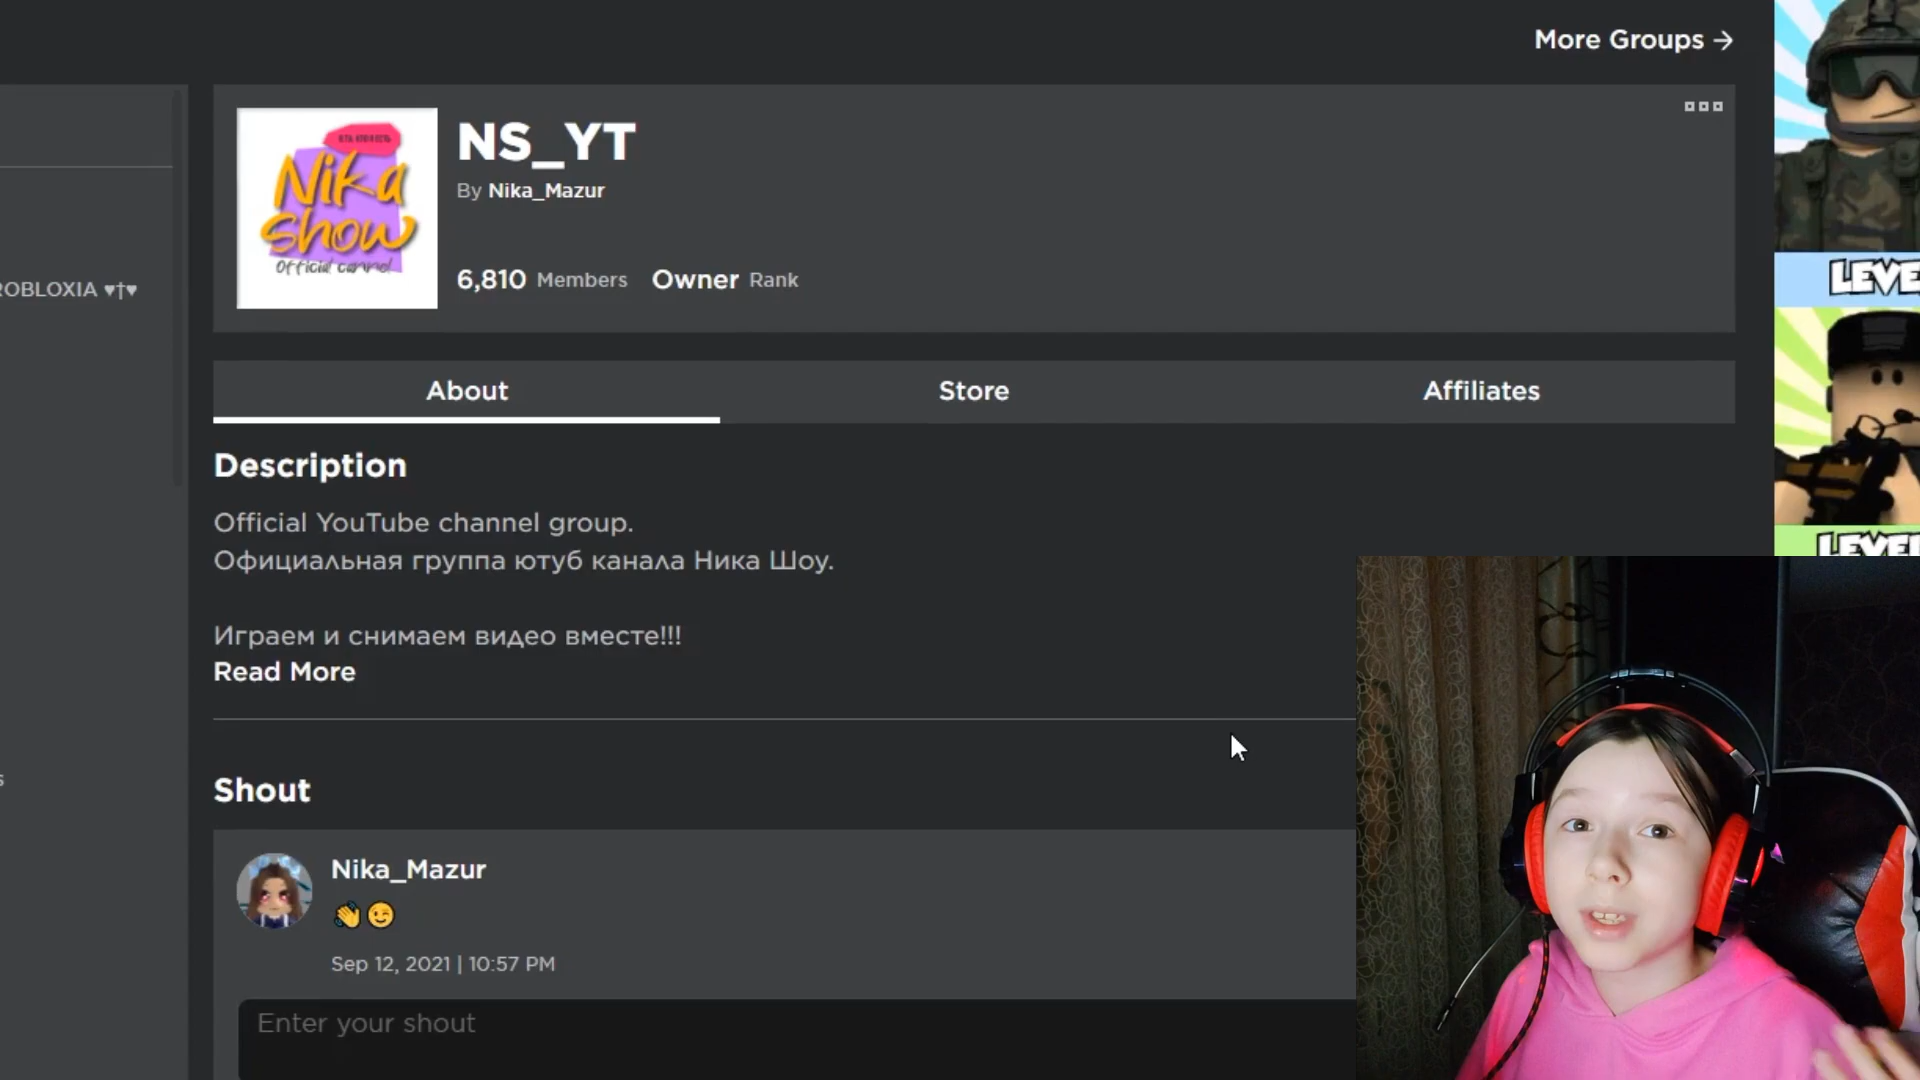 More Groups →
NS_YT
By Nika_Mazur
Nika
show
Official
6,810 Members Owner Rank
ROBLOXIA ♥†♥
About Store Affiliates
Description
Official YouTube channel group.
Официальная группа ютуб канала Ника Шоу.
Играем и снимаем видео вместе!!!
Read More
Shout
Nika_Mazur
👋😉
Sep 12, 2021 | 10:57 PM
Enter your shout
LEVE
LEVEL